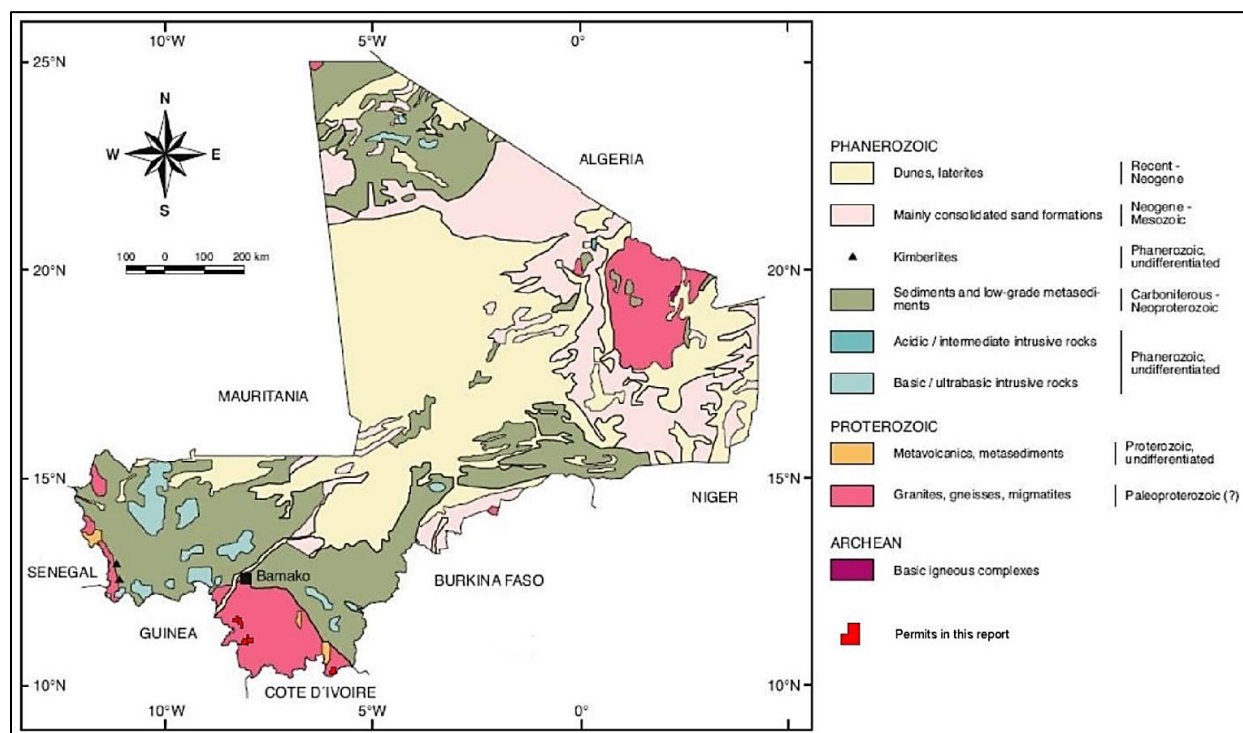 10°W 5°W 0°
25°N
N
W E
S
ALGERIA
100 0 100 200 km
20°N 20°N
MAURITANIA
15°N 15°N
NIGER
SENEGAL
Bamako
BURKINA FASO
GUINEA
10°N 10°N
COTE D'IVOIRE
10°W 5°W 0°
PHANEROZOIC
Dunes, laterites
Recent -
Neogene
Mainly consolidated sand formations
Neogene -
Mesozoic
Kimberlites
Phanerozoic,
undifferentiated
Sediments and low-grade metasedi-
ments
Carboniferous -
Neoproterozoic
Acidic / intermediate intrusive rocks
Phanerozoic,
undifferentiated
Basic / ultrabasic intrusive rocks
PROTEROZOIC
Metavolcanics, metasediments
Proterozoic,
undifferentiated
Granites, gneisses, migmatites
Paleoproterozoic (?)
ARCHEAN
Basic igneous complexes
Permits in this report